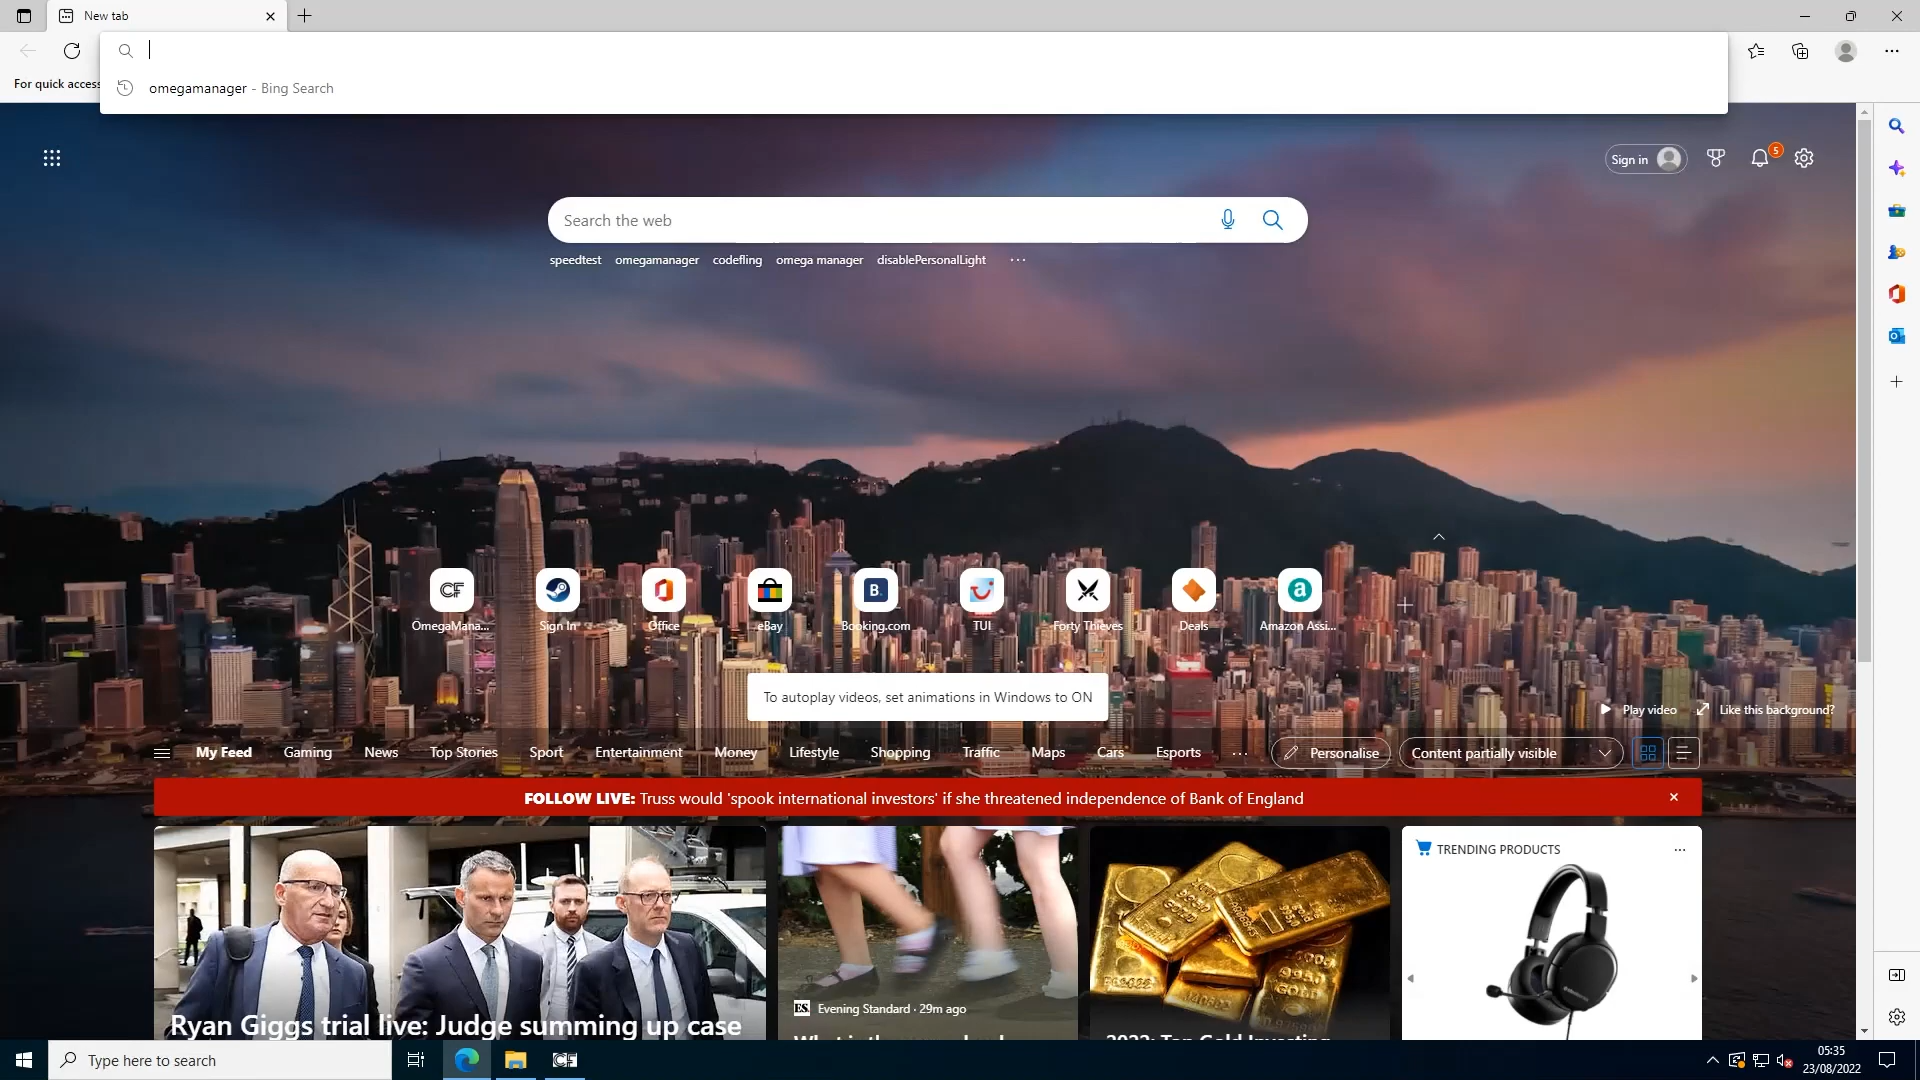 New tab
omegamanager - Bing Search
For quick access
Sign in
5
Search the web
speedtest omegamanager codefling omega manager disablePersonalLight ...
CF
B.
a
OmegaMana... Sign In Office eBay Booking.com TUI Forty Thieves Deals Amazon Assi...
To autoplay videos, set animations in Windows to ON
Play video Like this background?
My Feed Gaming News Top Stories Sport Entertainment Money Lifestyle Shopping Traffic Maps Cars Esports ... Personalise Content partially visible
FOLLOW LIVE: Truss would 'spook international investors' if she threatened independence of Bank of England
TRENDING PRODUCTS
ES Evening Standard · 29m ago
Ryan Giggs trial live: Judge summing up case
2022: Top Gold Investing
Type here to search
CF
05:35
23/08/2022